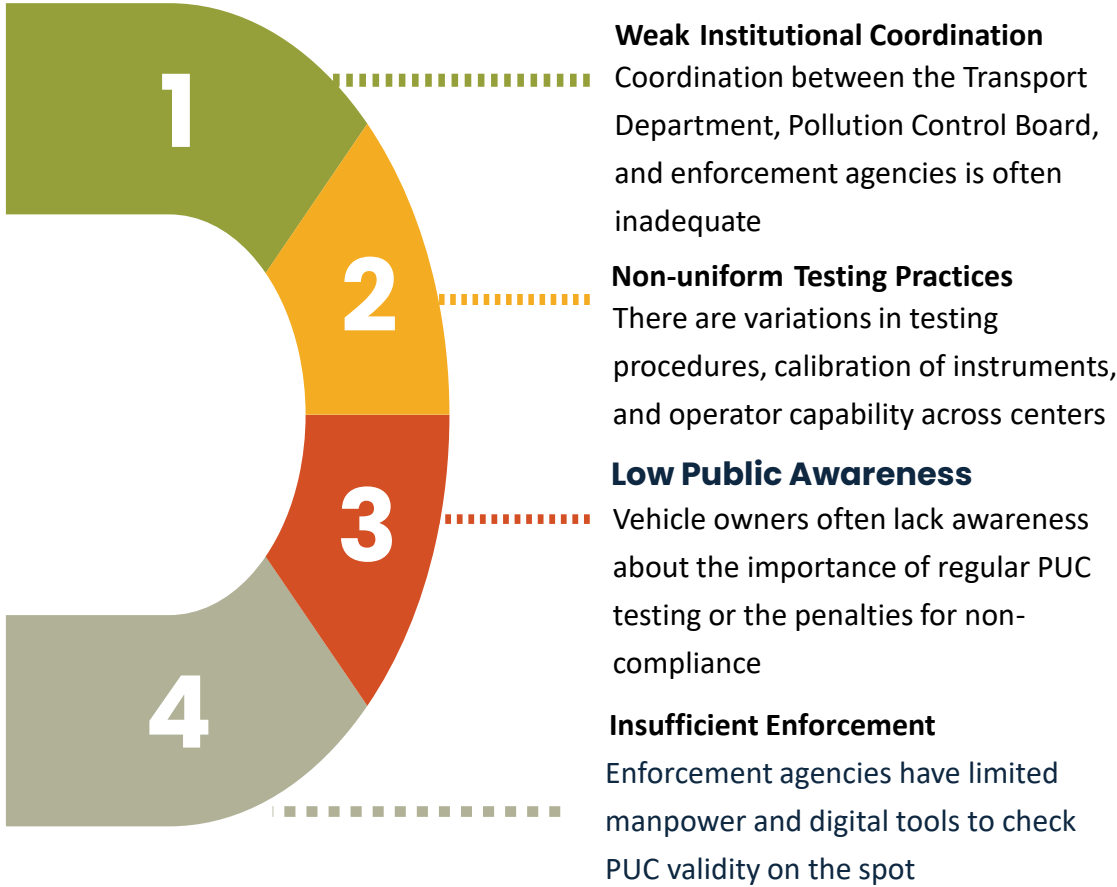 1
Weak Institutional Coordination
Coordination between the Transport
Department, Pollution Control Board,
and enforcement agencies is often
inadequate
2
Non-uniform Testing Practices
There are variations in testing
procedures, calibration of instruments,
and operator capability across centers
3
Low Public Awareness
Vehicle owners often lack awareness
about the importance of regular PUC
testing or the penalties for non-
compliance
4
Insufficient Enforcement
Enforcement agencies have limited
manpower and digital tools to check
PUC validity on the spot